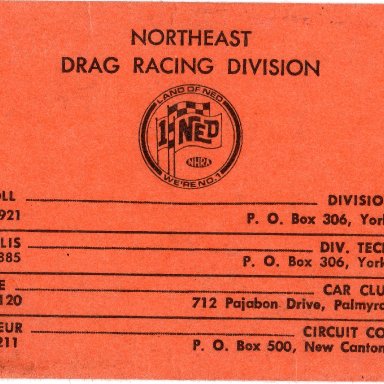 NORTHEAST
DRAG RACING DIVISION
LAND OF NED
1 NED
NHRA
WE'RE NO. 1
OLL DIVISION
921 P. O. Box 306, York
LIS DIV. TECH
385 P. O. Box 306, York
E CAR CLU
120 712 Pajabon Drive, Palmyra
EUR CIRCUIT CO
211 P. O. Box 500, New Canton